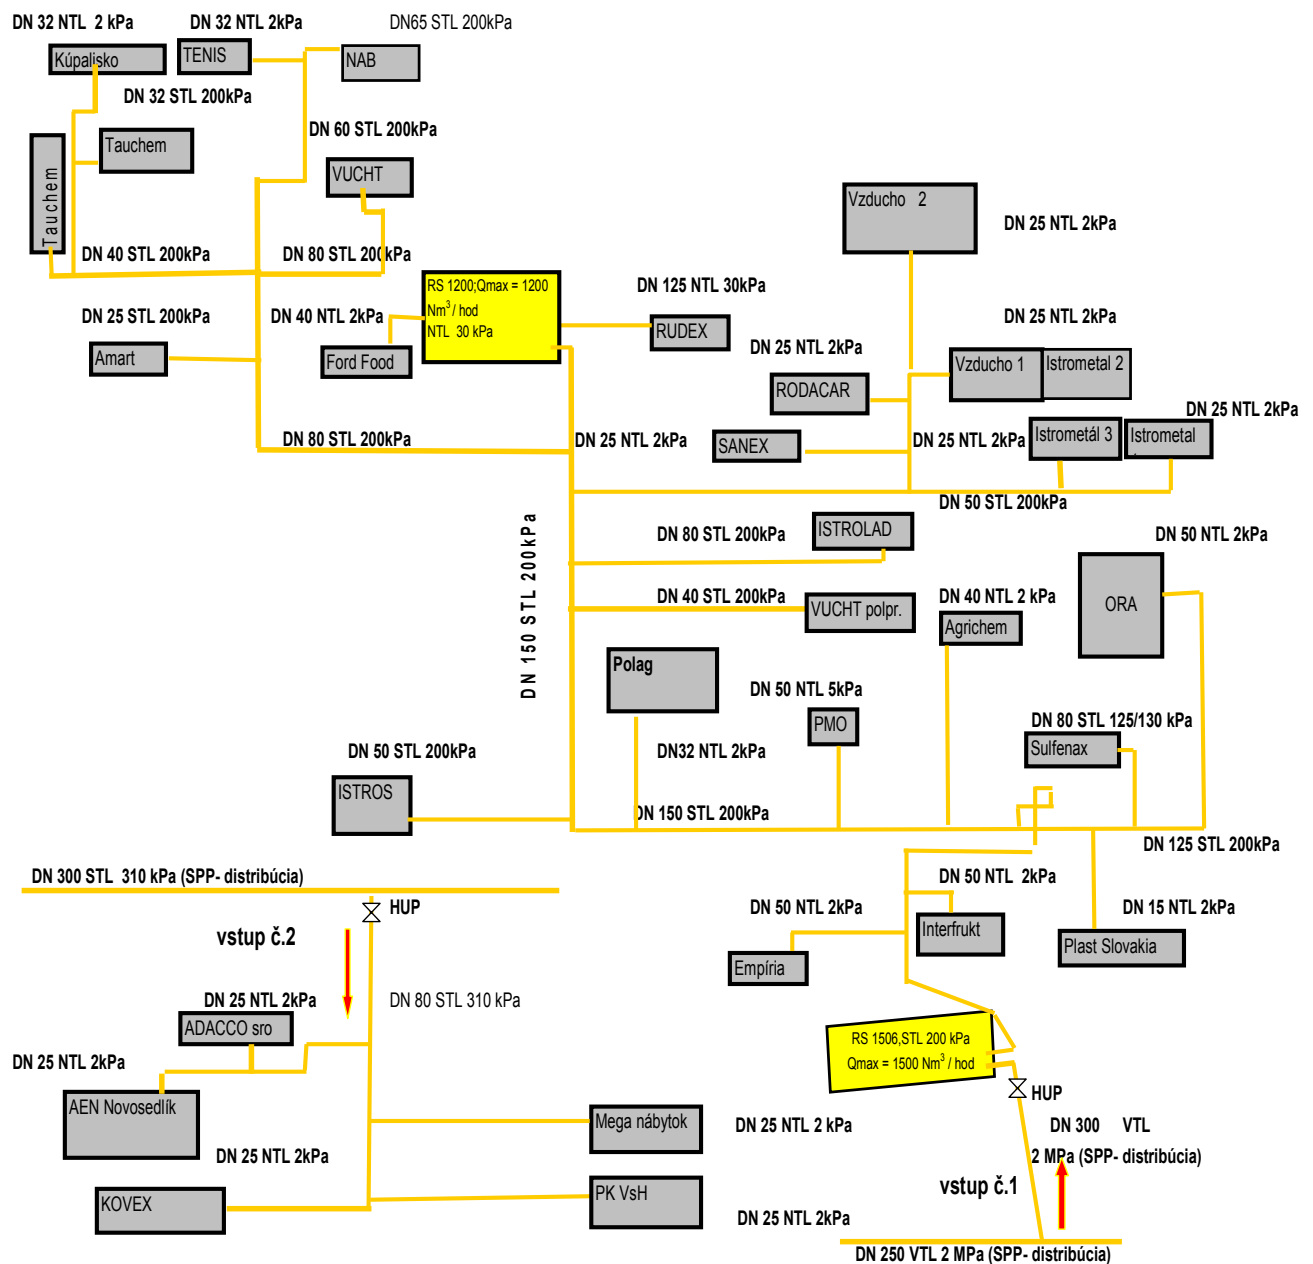 DN 32 NTL 2 kPa
DN 32 NTL 2kPa
DN65 STL 200kPa
Kúpalisko
TENIS
NAB
DN 32 STL 200kPa
DN 60 STL 200kPa
Tauchem
Tauchem
VUCHT
Vzducho 2
DN 25 NTL 2kPa
DN 40 STL 200kPa
DN 80 STL 200kPa
RS 1200;Qmax = 1200
Nm³ / hod
NTL 30 kPa
DN 125 NTL 30kPa
DN 25 STL 200kPa
DN 40 NTL 2kPa
RUDEX
DN 25 NTL 2kPa
DN 25 NTL 2kPa
Amart
Ford Food
Vzducho 1
Istrometal 2
RODACAR
DN 25 NTL 2kPa
DN 80 STL 200kPa
DN 25 NTL 2kPa
SANEX
DN 25 NTL 2kPa
Istrometál 3
Istrometal
DN 50 STL 200kPa
DN 150 STL 200kPa
DN 80 STL 200kPa
ISTROLAD
DN 50 NTL 2kPa
DN 40 STL 200kPa
VUCHT polpr.
DN 40 NTL 2 kPa
Agrichem
ORA
Polag
DN 50 NTL 5kPa
PMO
DN 80 STL 125/130 kPa
Sulfenax
DN 50 STL 200kPa
DN32 NTL 2kPa
ISTROS
DN 150 STL 200kPa
DN 125 STL 200kPa
DN 300 STL 310 kPa (SPP- distribúcia)
DN 50 NTL 2kPa
HUP
DN 50 NTL 2kPa
DN 15 NTL 2kPa
vstup č.2
Interfrukt
Plast Slovakia
Empíria
DN 25 NTL 2kPa
DN 80 STL 310 kPa
ADACCO sro
RS 1506,STL 200 kPa
Qmax = 1500 Nm³ / hod
DN 25 NTL 2kPa
HUP
AEN Novosedlík
Mega nábytok
DN 25 NTL 2 kPa
DN 300 VTL
2 MPa (SPP- distribúcia)
DN 25 NTL 2kPa
vstup č.1
KOVEX
PK VsH
DN 25 NTL 2kPa
DN 250 VTL 2 MPa (SPP- distribúcia)